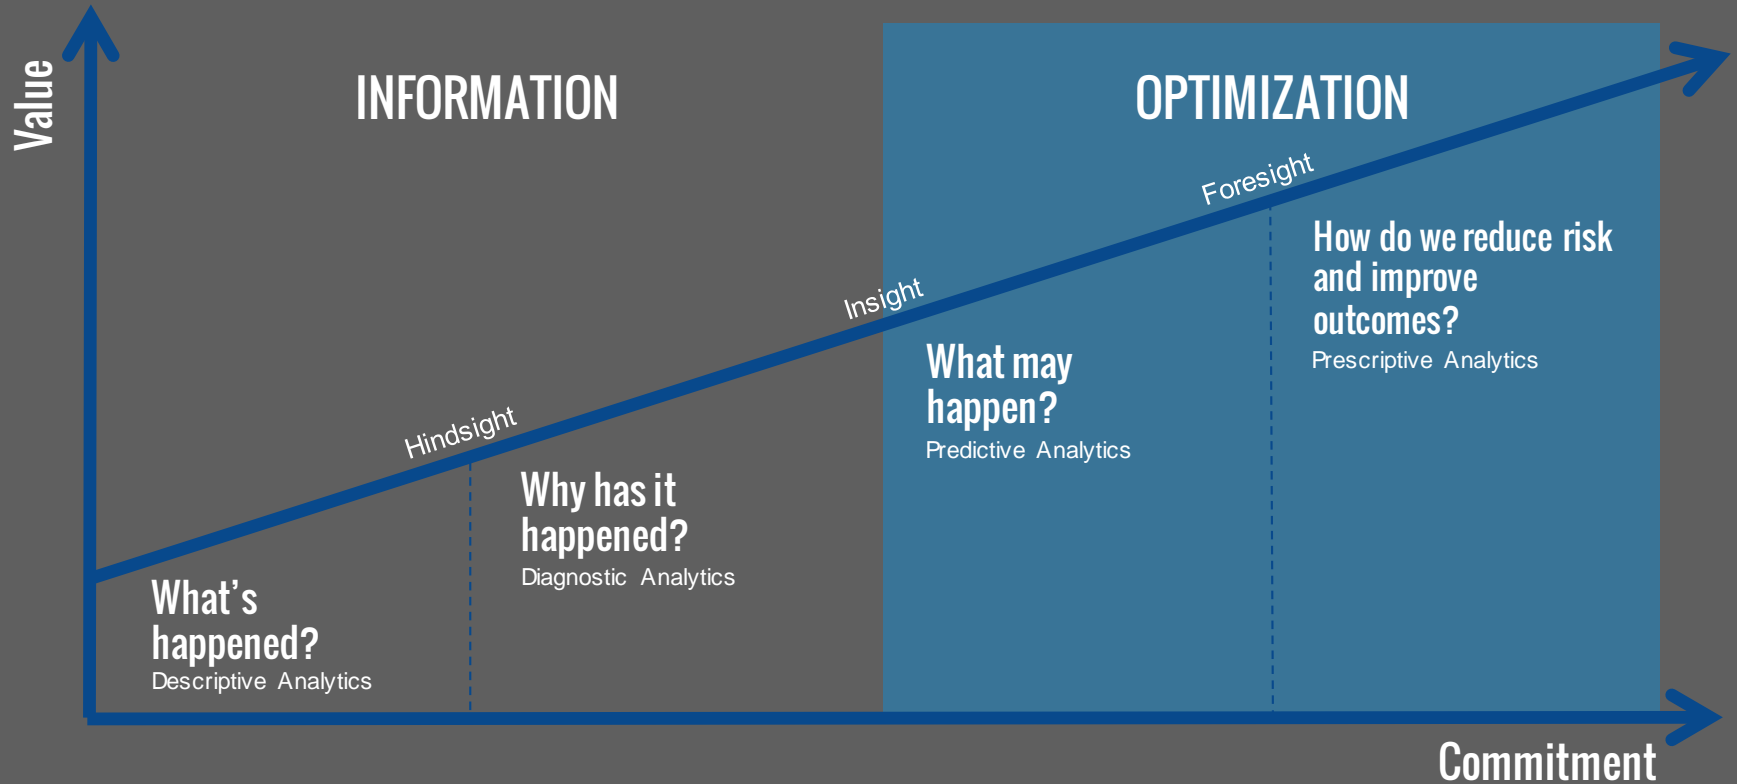 Value
INFORMATION
OPTIMIZATION
Hindsight
Insight
Foresight
What's
happened?
Descriptive Analytics
Why has it
happened?
Diagnostic Analytics
What may
happen?
Predictive Analytics
How do we reduce risk
and improve
outcomes?
Prescriptive Analytics
Commitment